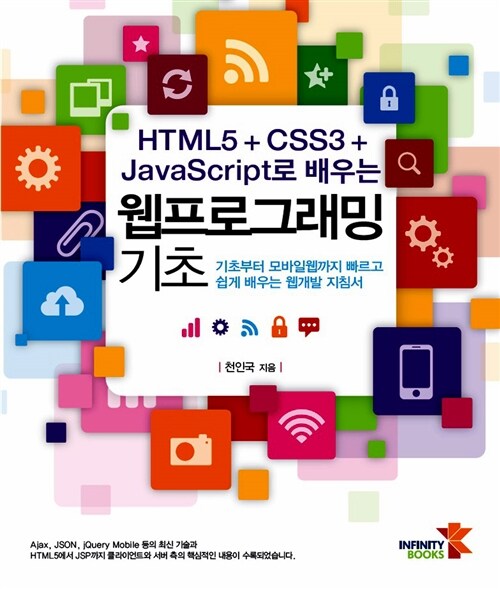 HTML5 + CSS3 +
JavaScript로 배우는
웹프로그래밍
기초
기초부터 모바일웹까지 빠르고
쉽게 배우는 웹개발 지침서
| 천인국 지음 |
Ajax, JSON, jQuery Mobile 등의 최신 기술과
HTML5에서 JSP까지 클라이언트와 서버 측의 핵심적인 내용이 수록되었습니다.
INFINITY
BOOKS